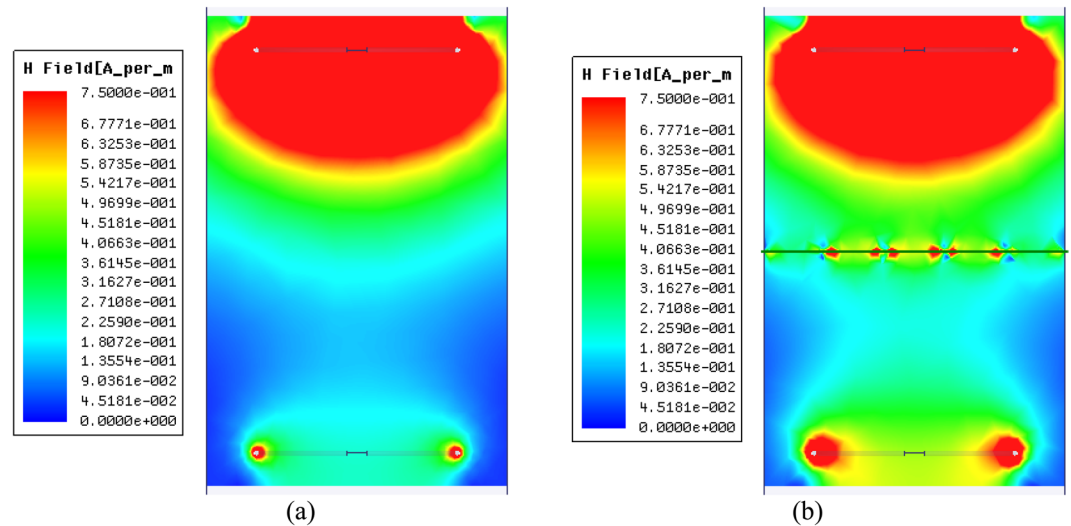 H Field[A_per_m
7.5000e-001
6.7771e-001
6.3253e-001
5.8735e-001
5.4217e-001
4.9699e-001
4.5181e-001
4.0663e-001
3.6145e-001
3.1627e-001
2.7108e-001
2.2590e-001
1.8072e-001
1.3554e-001
9.0361e-002
4.5181e-002
0.0000e+000
(a)
H Field[A_per_m
7.5000e-001
6.7771e-001
6.3253e-001
5.8735e-001
5.4217e-001
4.9699e-001
4.5181e-001
4.0663e-001
3.6145e-001
3.1627e-001
2.7108e-001
2.2590e-001
1.8072e-001
1.3554e-001
9.0361e-002
4.5181e-002
0.0000e+000
(b)